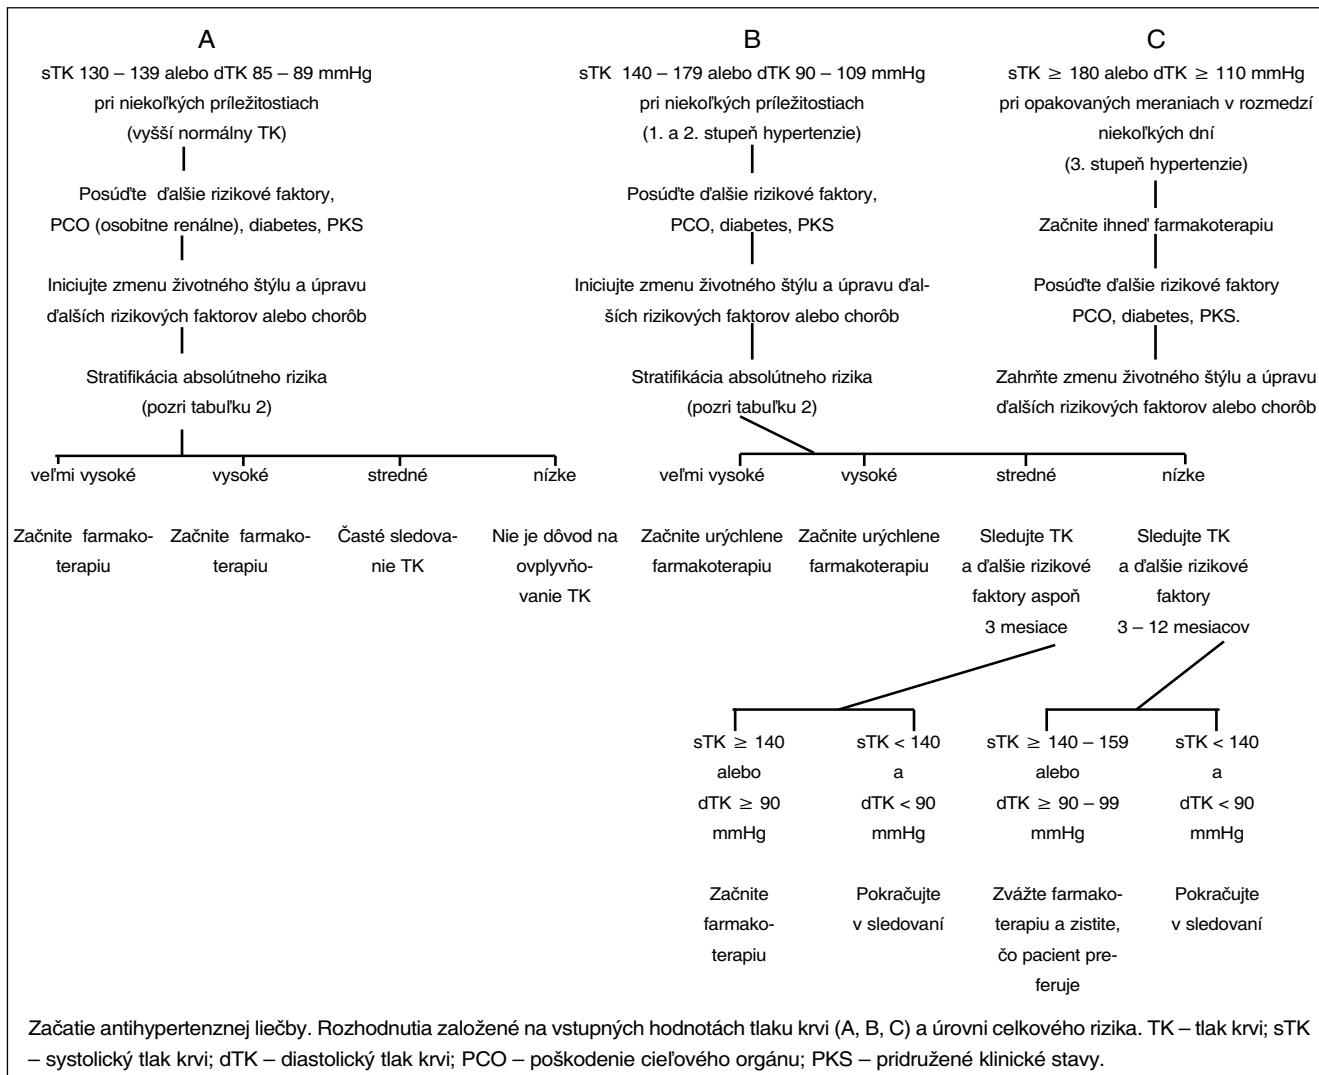 A
sTK 130 – 139 alebo dTK 85 – 89 mmHg
pri niekoľkých príležitostiach
(vyšší normálny TK)
Posúďte ďalšie rizikové faktory,
PCO (osobitne renálne), diabetes, PKS
Iniciujte zmenu životného štýlu a úpravu
ďalších rizikových faktorov alebo chorôb
Stratifikácia absolútneho rizika
(pozri tabuľku 2)
veľmi vysoké
vysoké
stredné
nízke
Začnite farmako-
terapiu
Začnite farmako-
terapiu
Časté sledova-
nie TK
Nie je dôvod na
ovplyvňo-
vanie TK
B
sTK 140 – 179 alebo dTK 90 – 109 mmHg
pri niekoľkých príležitostiach
(1. a 2. stupeň hypertenzie)
Posúďte ďalšie rizikové faktory,
PCO, diabetes, PKS
Iniciujte zmenu životného štýlu a úpravu ďal-
ších rizikových faktorov alebo chorôb
Stratifikácia absolútneho rizika
(pozri tabuľku 2)
veľmi vysoké
vysoké
stredné
nízke
Začnite urýchlene
farmakoterapiu
Začnite urýchlene
farmakoterapiu
Sledujte TK
a ďalšie rizikové
faktory aspoň
3 mesiace
Sledujte TK
a ďalšie rizikové
faktory
3 – 12 mesiacov
sTK ≥ 140
alebo
dTK ≥ 90
mmHg
Začnite
farmako-
terapiu
sTK < 140
a
dTK < 90
mmHg
Pokračujte
v sledovaní
sTK ≥ 140 – 159
alebo
dTK ≥ 90 – 99
mmHg
Zvážte farmako-
terapiu a zistite,
čo pacient pre-
feruje
sTK < 140
a
dTK < 90
mmHg
Pokračujte
v sledovaní
C
sTK ≥ 180 alebo dTK ≥ 110 mmHg
pri opakovaných meraniach v rozmedzí
niekoľkých dní
(3. stupeň hypertenzie)
Začnite ihneď farmakoterapiu
Posúďte ďalšie rizikové faktory
PCO, diabetes, PKS.
Zahrňte zmenu životného štýlu a úpravu
ďalších rizikových faktorov alebo chorôb
Začatie antihypertenznej liečby. Rozhodnutia založené na vstupných hodnotách tlaku krvi (A, B, C) a úrovni celkového rizika. TK – tlak krvi; sTK
– systolický tlak krvi; dTK – diastolický tlak krvi; PCO – poškodenie cieľového orgánu; PKS – pridružené klinické stavy.